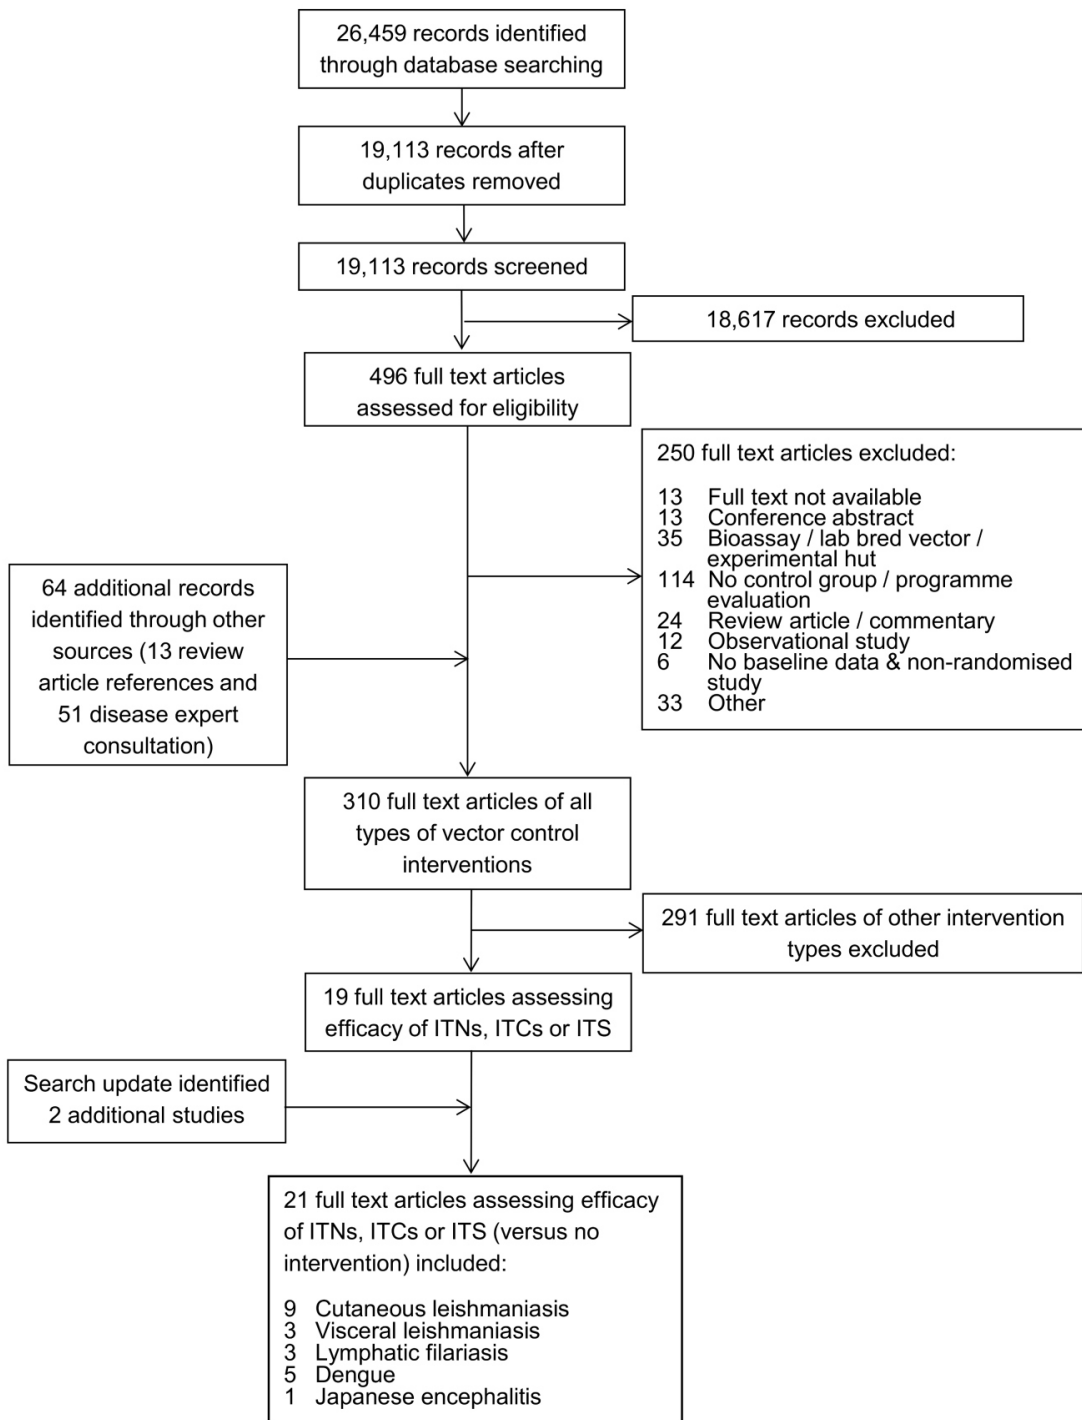 26,459 records identified
through database searching
19,113 records after
duplicates removed
19,113 records screened
18,617 records excluded
496 full text articles
assessed for eligibility
250 full text articles excluded:
13 Full text not available
13 Conference abstract
35 Bioassay / lab bred vector /
experimental hut
114 No control group / programme
evaluation
24 Review article / commentary
12 Observational study
6 No baseline data & non-randomised
study
33 Other
64 additional records
identified through other
sources (13 review
article references and
51 disease expert
consultation)
310 full text articles of all
types of vector control
interventions
291 full text articles of other intervention
types excluded
19 full text articles assessing
efficacy of ITNs, ITCs or ITS
Search update identified
2 additional studies
21 full text articles assessing efficacy
of ITNs, ITCs or ITS (versus no
intervention) included:
9 Cutaneous leishmaniasis
3 Visceral leishmaniasis
3 Lymphatic filariasis
5 Dengue
1 Japanese encephalitis